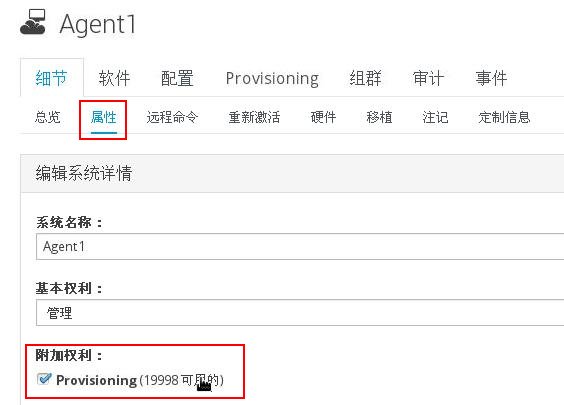 Agent1
细节 软件 配置 Provisioning 组群 审计 事件
总览 属性 远程命令 重新激活 硬件 移植 注记 定制信息
编辑系统详情
系统名称：
Agent1
基本权利：
管理
附加权利：
Provisioning (19998 可用的)